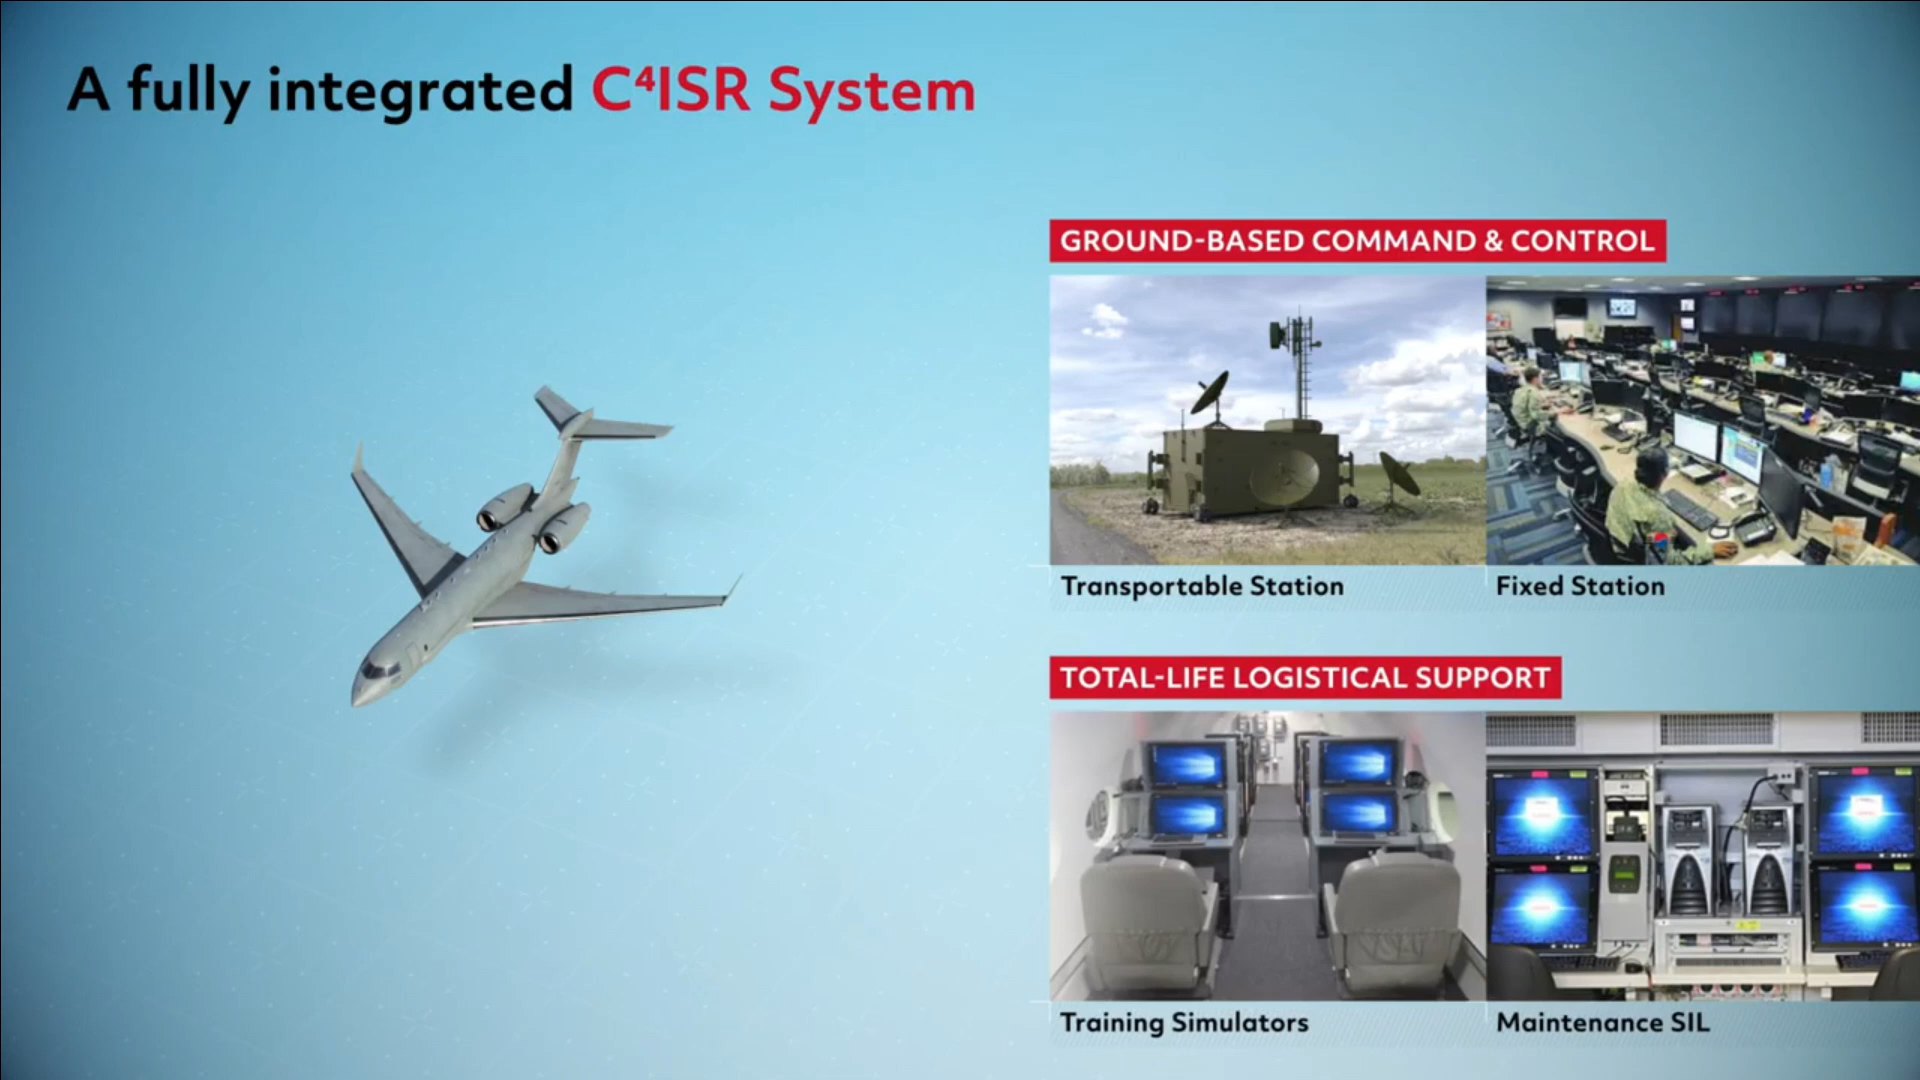 A fully integrated C⁴ISR System
GROUND-BASED COMMAND & CONTROL
Transportable Station
Fixed Station
TOTAL-LIFE LOGISTICAL SUPPORT
Training Simulators
Maintenance SIL